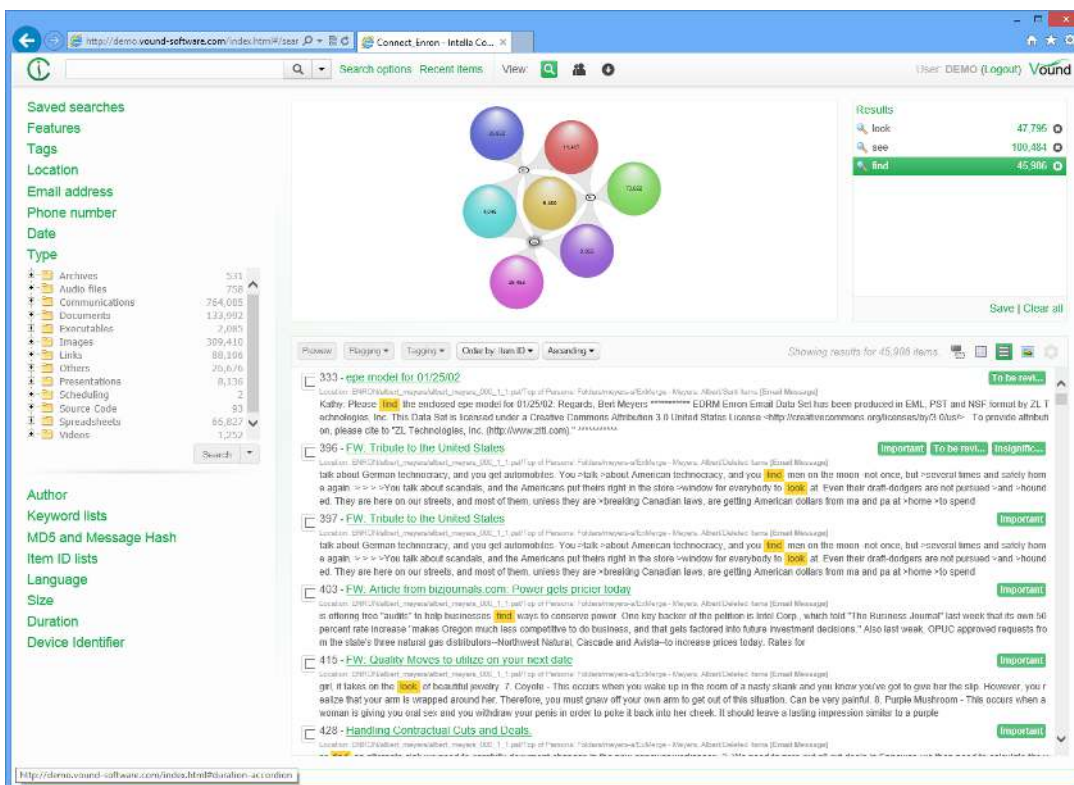 http://demo.vound-software.com/index.html#/sear
Connect_Enron - Intella Co...
Search options Recent items View:
User: DEMO (Logout) Vound
Saved searches
Features
Tags
Location
Email address
Phone number
Date
Type
Archives 531
Audio files 758
Communications 764,085
Documents 133,992
Executables 2,085
Images 309,410
Links 88,196
Others 26,676
Presentations 8,136
Scheduling 2
Source Code 93
Spreadsheets 66,827
Videos 1,252
Search
Author
Keyword lists
MD5 and Message Hash
Item ID lists
Language
Size
Duration
Device Identifier
Results
look 47,795
see 100,484
find 45,986
Save | Clear all
Preview Flagging Tagging Order by: Item ID Ascending
Showing results for 45,986 items.
333 - epe model for 01/25/02 To be revi...
Kathy: Please find the enclosed epe model for 01/25/02. Regards, Bert Meyers *********** EDRM Enron Email Data Set has been produced in EML, PST and NSF format by ZL T
echnologies, Inc. This Data Set is licensed under a Creative Commons Attribution 3.0 United States License <http://creativecommons.org/licenses/by/3.0/us/> . To provide attributi
on, please cite to "ZL Technologies, Inc. (http://www.zlti.com)." ***********
396 - FW: Tribute to the United States Important To be revi... Insignific...
talk about German technocracy, and you get automobiles. You >talk >about American technocracy, and you find men on the moon -not once, but >several times and safely hom
e again. > > > >You talk about scandals, and the Americans put theirs right in the store >window for everybody to look at. Even their draft-dodgers are not pursued >and >hound
ed. They are here on our streets, and most of them, unless they are >breaking Canadian laws, are getting American dollars from ma and pa at >home >to spend
397 - FW: Tribute to the United States Important
talk about German technocracy, and you get automobiles. You >talk >about American technocracy, and you find men on the moon -not once, but >several times and safely hom
e again. > > > >You talk about scandals, and the Americans put theirs right in the store >window for everybody to look at. Even their draft-dodgers are not pursued >and >hound
ed. They are here on our streets, and most of them, unless they are >breaking Canadian laws, are getting American dollars from ma and pa at >home >to spend
403 - FW: Article from bizjournals.com: Power gets pricier today Important
is offering free "audits" to help businesses find ways to conserve power. One key backer of the petition is Intel Corp., which told "The Business Journal" last week that its own 50
percent rate increase "makes Oregon much less competitive to do business, and that gets factored into future investment decisions." Also last week, OPUC approved requests fro
m the state's three natural gas distributors--Northwest Natural, Cascade and Avista--to increase prices today. Rates for
415 - FW: Quality Moves to utilize on your next date Important
girl, it takes on the look of beautiful jewelry. 7. Coyote - This occurs when you wake up in the room of a nasty skank and you know you've got to give her the slip. However, you r
ealize that your arm is wrapped around her. Therefore, you must gnaw off your own arm to get out of this situation. Can be very painful. 8. Purple Mushroom - This occurs when a
woman is giving you oral sex and you withdraw your penis in order to poke it back into her cheek. It should leave a lasting impression similar to a purple
428 - Handling Contractual Cuts and Deals. Important
http://demo.vound-software.com/index.html#duration-accordion